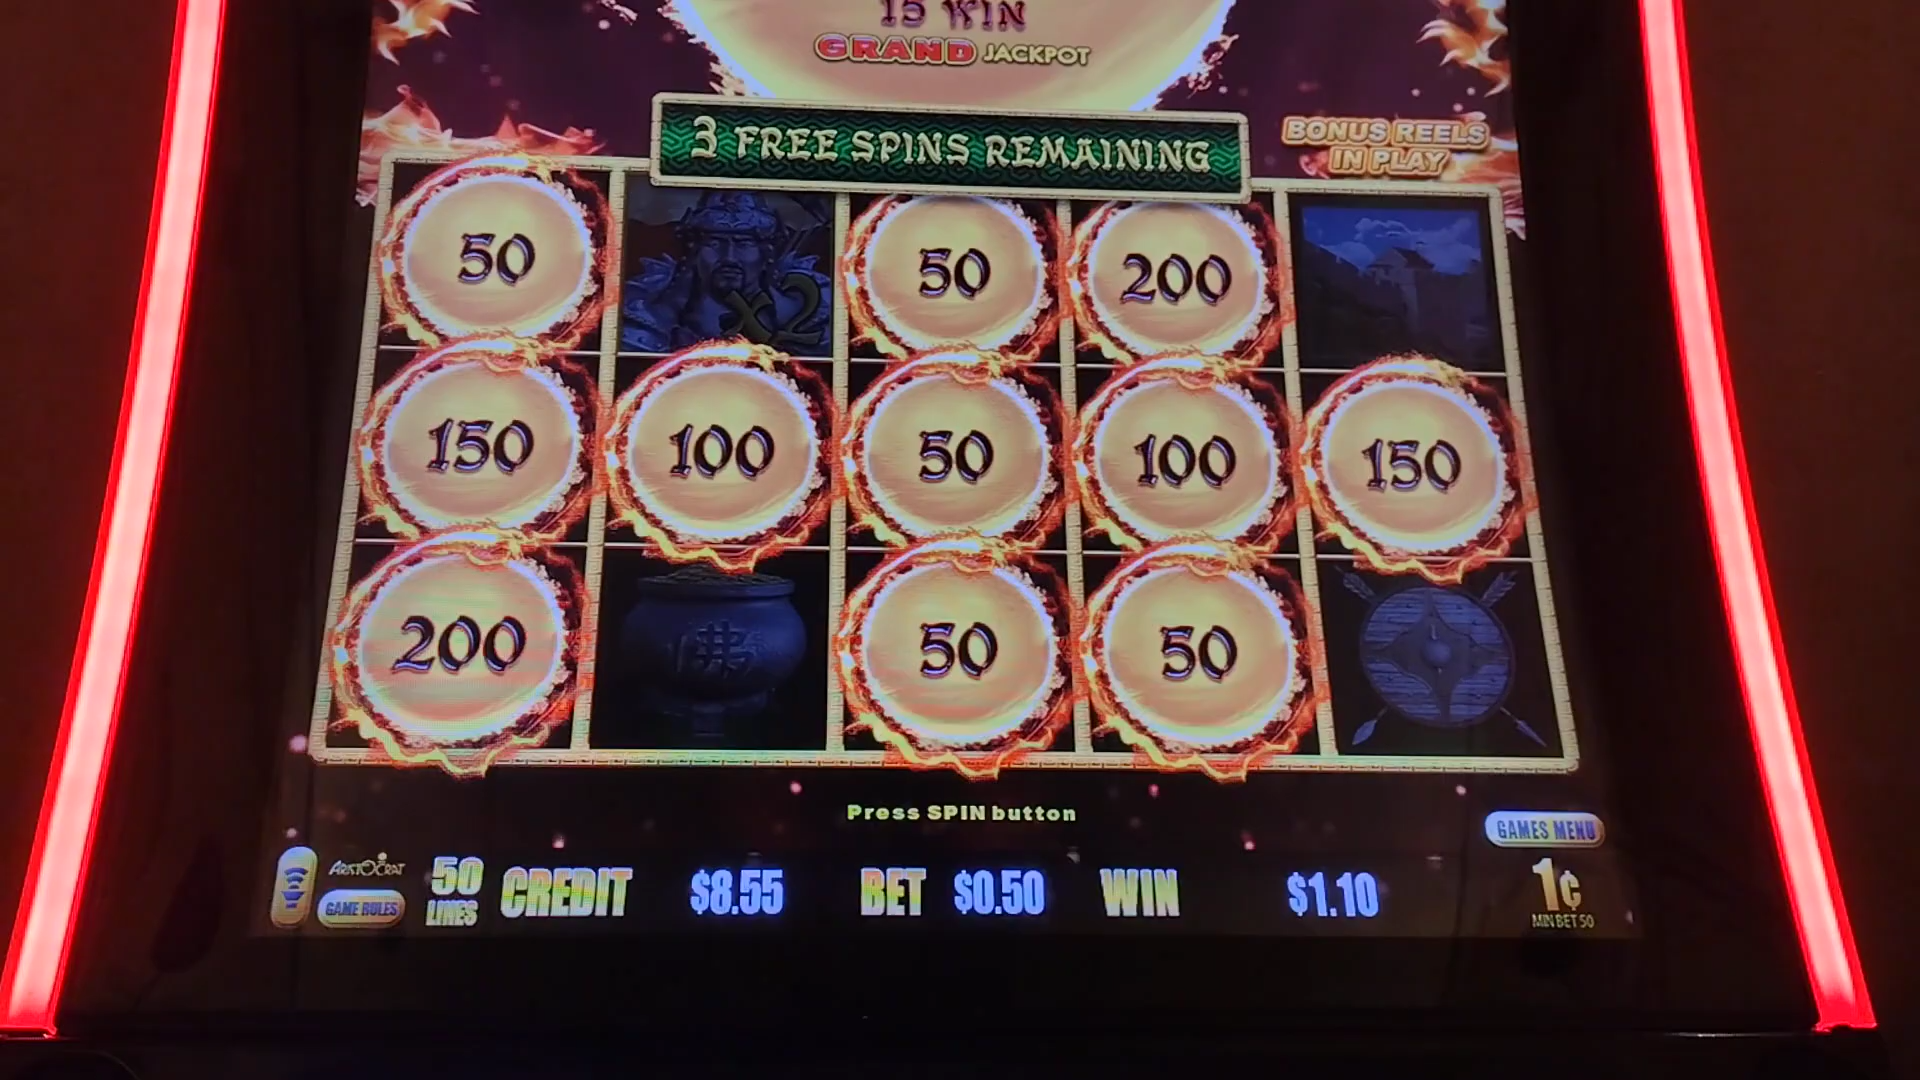 15 WIN
GRAND JACKPOT
3 FREE SPINS REMAINING
BONUS REELS
IN PLAY
50
x2
50
200
150
100
50
100
150
200
佛
50
50
Press SPIN button
GAMES MENU
ARISTOCRAT
GAME RULES
50
LINES
CREDIT $8.55
BET $0.50
WIN $1.10
1¢
MIN BET 50